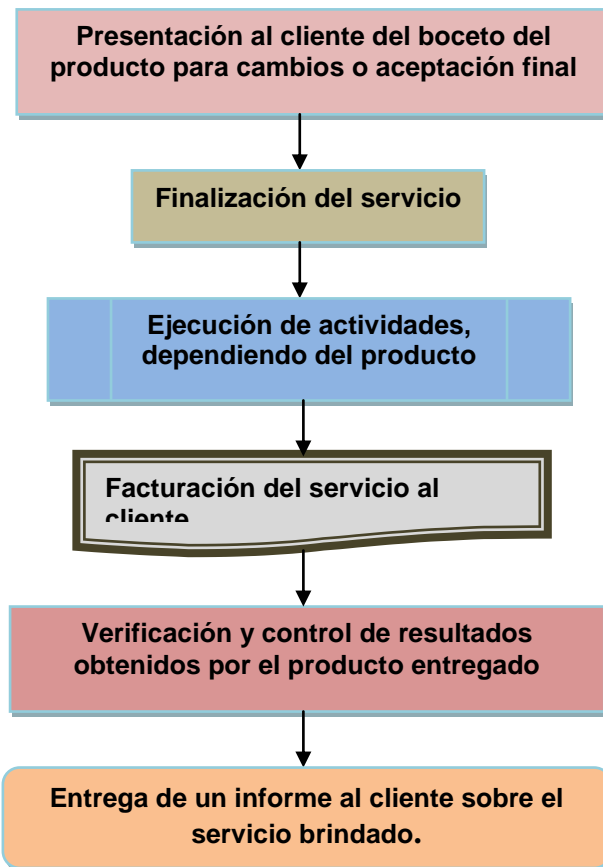 Presentación al cliente del boceto del
producto para cambios o aceptación final
Finalización del servicio
Ejecución de actividades,
dependiendo del producto
Facturación del servicio al
cliente
Verificación y control de resultados
obtenidos por el producto entregado
Entrega de un informe al cliente sobre el
servicio brindado.